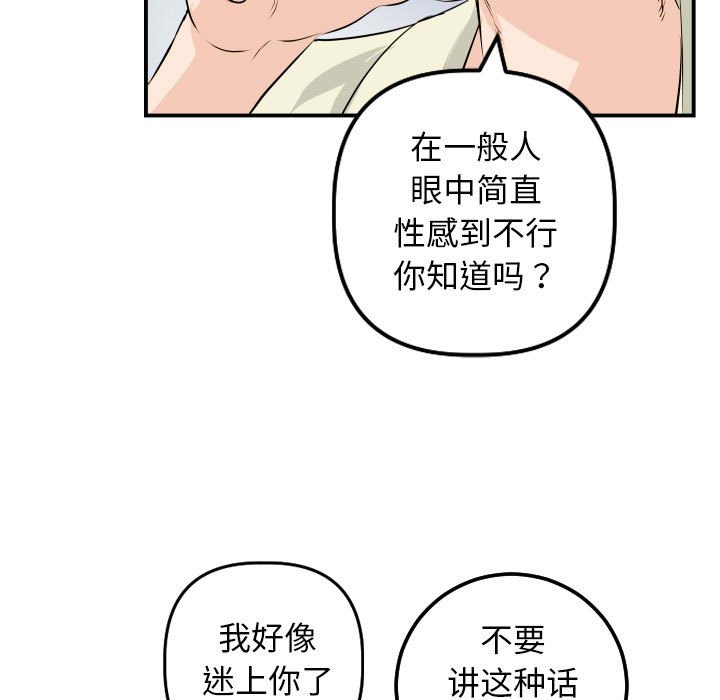 在一般人
眼中简直
性感到不行
你知道吗？
我好像
迷上你了
不要
讲这种话